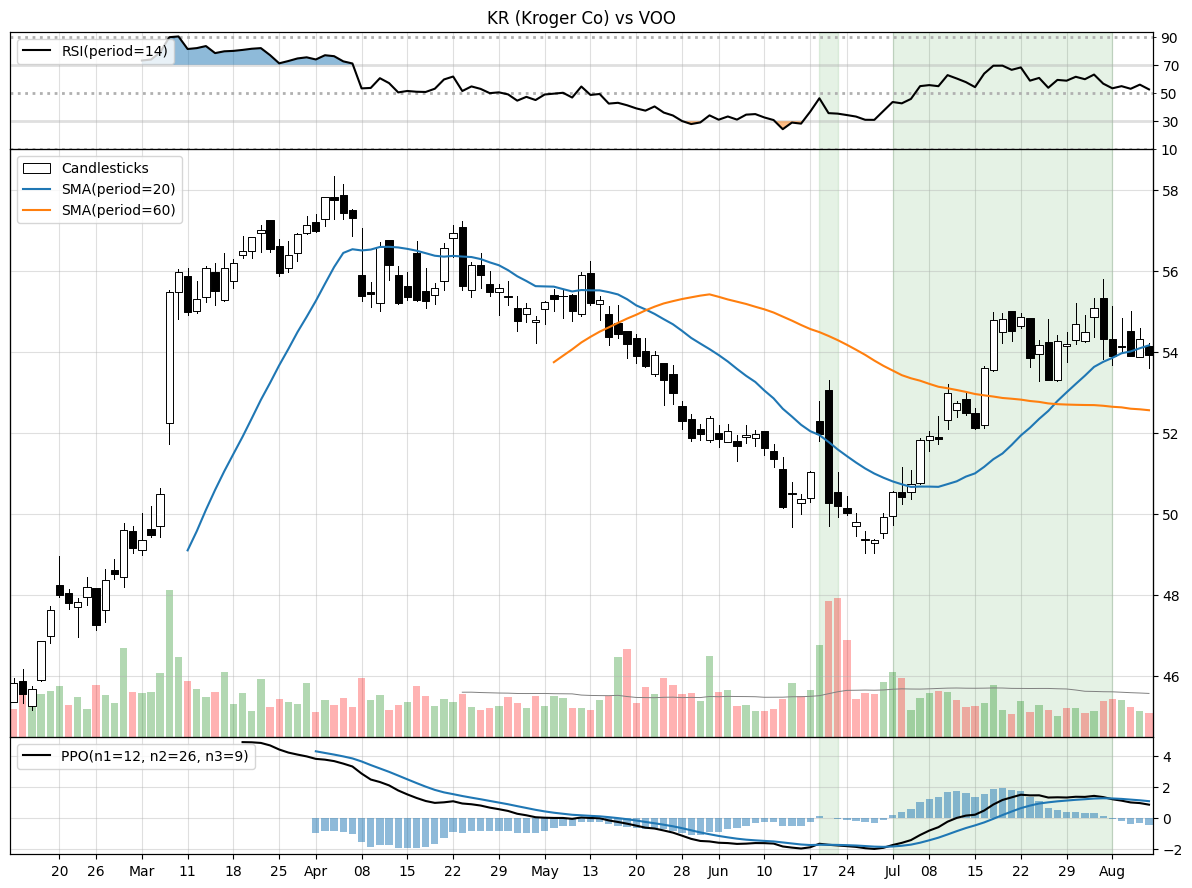 KR (Kroger Co) vs VOO
RSI(period=14)
90
70
50
30
10
Candlesticks
SMA(period=20)
SMA(period=60)
58
56
54
52
50
48
46
PPO(n1=12, n2=26, n3=9)
4
2
0
−2
20 26 Mar 11 18 25 Apr 08 15 22 29 May 13 20 28 Jun 10 17 24 Jul 08 15 22 29 Aug